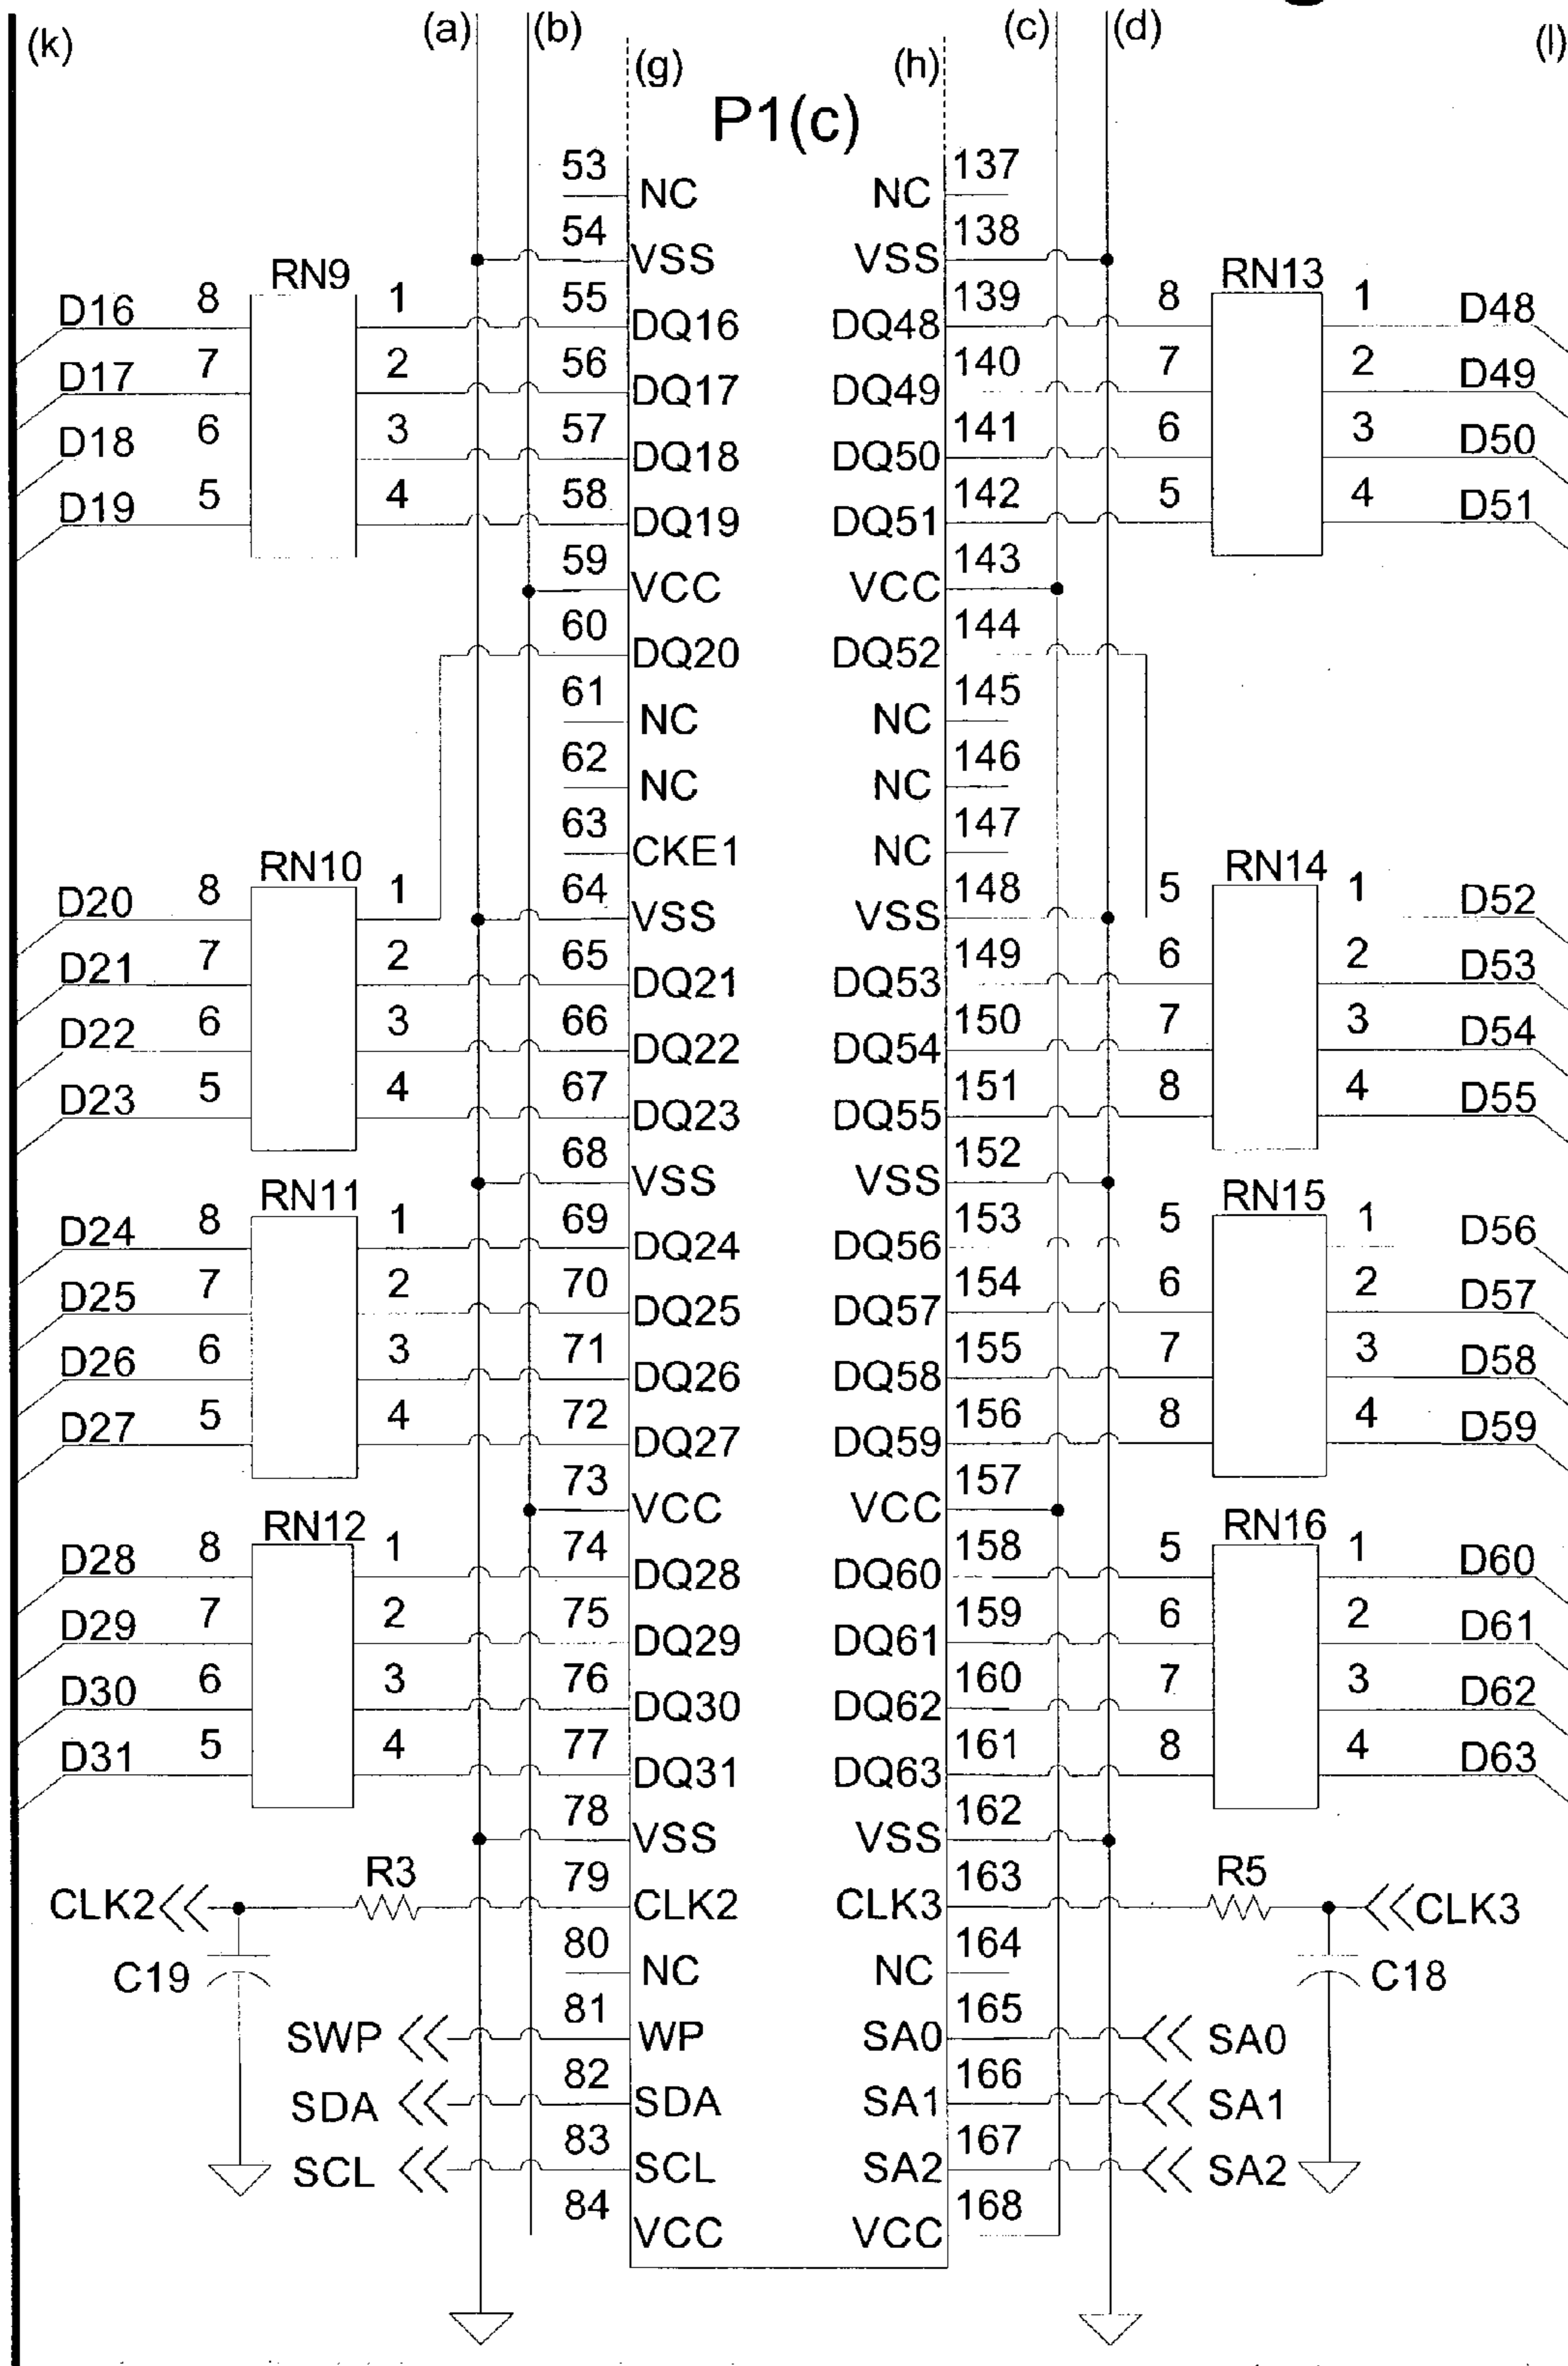 (k) (a) (b) (c) (d) (l)
(g) (h)
P1(c)
53 NC NC 137
54 VSS VSS 138
RN9 RN13
D16 8 1 55 DQ16 DQ48 139 8 1 D48
D17 7 2 56 DQ17 DQ49 140 7 2 D49
D18 6 3 57 DQ18 DQ50 141 6 3 D50
D19 5 4 58 DQ19 DQ51 142 5 4 D51
59 VCC VCC 143
60 DQ20 DQ52 144
61 NC NC 145
62 NC NC 146
63 CKE1 NC 147
RN10 RN14
D20 8 1 64 VSS VSS 148 5 1 D52
D21 7 2 65 DQ21 DQ53 149 6 2 D53
D22 6 3 66 DQ22 DQ54 150 7 3 D54
D23 5 4 67 DQ23 DQ55 151 8 4 D55
68 VSS VSS 152
RN11 RN15
D24 8 1 69 DQ24 DQ56 153 5 1 D56
D25 7 2 70 DQ25 DQ57 154 6 2 D57
D26 6 3 71 DQ26 DQ58 155 7 3 D58
D27 5 4 72 DQ27 DQ59 156 8 4 D59
73 VCC VCC 157
RN12 RN16
D28 8 1 74 DQ28 DQ60 158 5 1 D60
D29 7 2 75 DQ29 DQ61 159 6 2 D61
D30 6 3 76 DQ30 DQ62 160 7 3 D62
D31 5 4 77 DQ31 DQ63 161 8 4 D63
78 VSS VSS 162
CLK2 R3 79 CLK2 CLK3 163 R5 CLK3
C19 80 NC NC 164 C18
SWP 81 WP SA0 165 SA0
SDA 82 SDA SA1 166 SA1
SCL 83 SCL SA2 167 SA2
84 VCC VCC 168